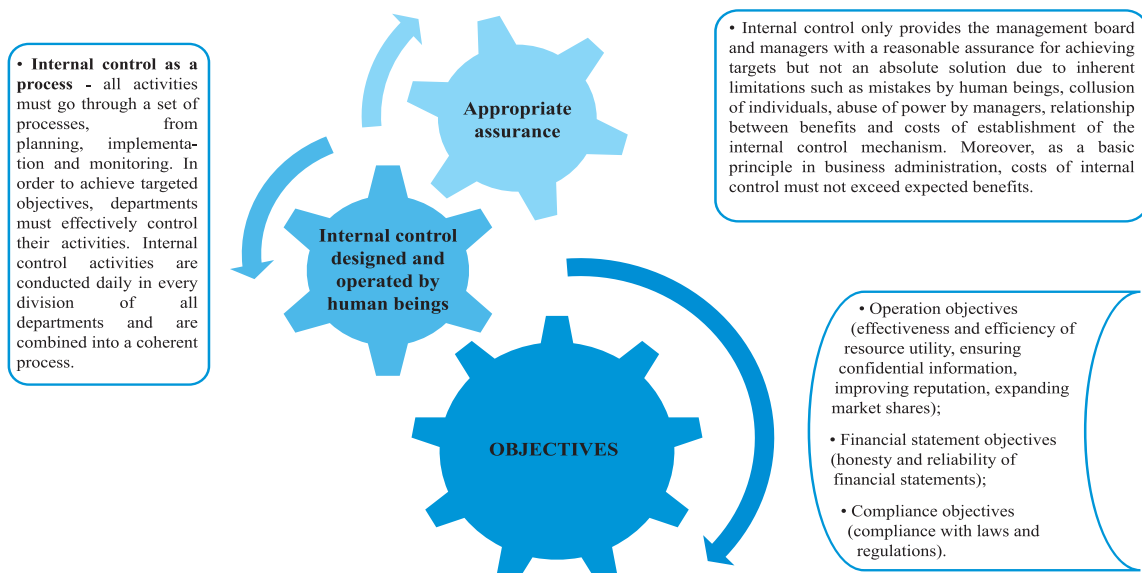 • Internal control as a
process - all activities
must go through a set of
processes, from
planning, implementa-
tion and monitoring. In
order to achieve targeted
objectives, departments
must effectively control
their activities. Internal
control activities are
conducted daily in every
division of all
departments and are
combined into a coherent
process.
Appropriate
assurance
Internal control
designed and
operated by
human beings
OBJECTIVES
• Internal control only provides the management board
and managers with a reasonable assurance for achieving
targets but not an absolute solution due to inherent
limitations such as mistakes by human beings, collusion
of individuals, abuse of power by managers, relationship
between benefits and costs of establishment of the
internal control mechanism. Moreover, as a basic
principle in business administration, costs of internal
control must not exceed expected benefits.
• Operation objectives
(effectiveness and efficiency of
resource utility, ensuring
confidential information,
improving reputation, expanding
market shares);
• Financial statement objectives
(honesty and reliability of
financial statements);
• Compliance objectives
(compliance with laws and
regulations).